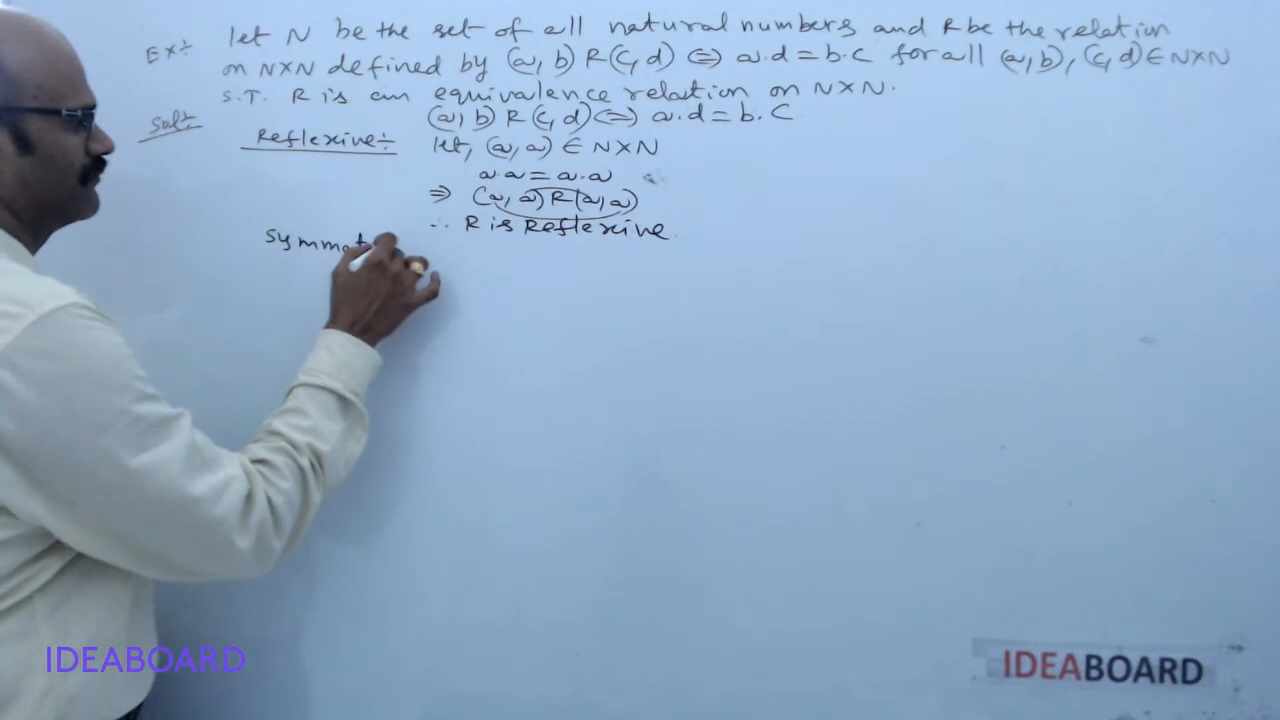 Ex:- let N be the set of all natural numbers and R be the relation
on N×N defined by (a, b) R (c, d) ⇔ a.d = b.c for all (a, b), (c, d) ∈ N×N
S.T. R is an equivalence relation on N×N.
Sol:- (a, b) R (c, d) ⇔ a.d = b.c
Reflexive:- let, (a, a) ∈ N×N
a.a = a.a
⇒ (a, a) R (a, a)
∴ R is Reflexive.
Symmet
IDEABOARD
IDEABOARD